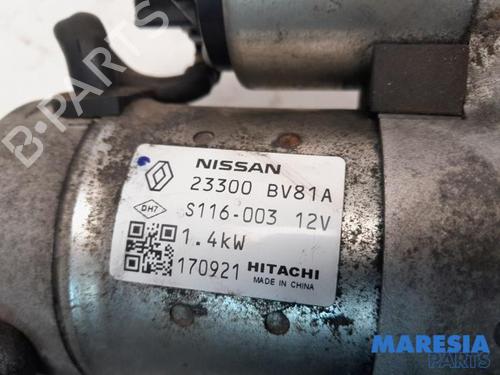 NISSAN
23300 BV81A
DH7
S116-003 12V
1.4kW
170921 HITACHI
MADE IN CHINA
B-PARTS
MARESIA
PARTS